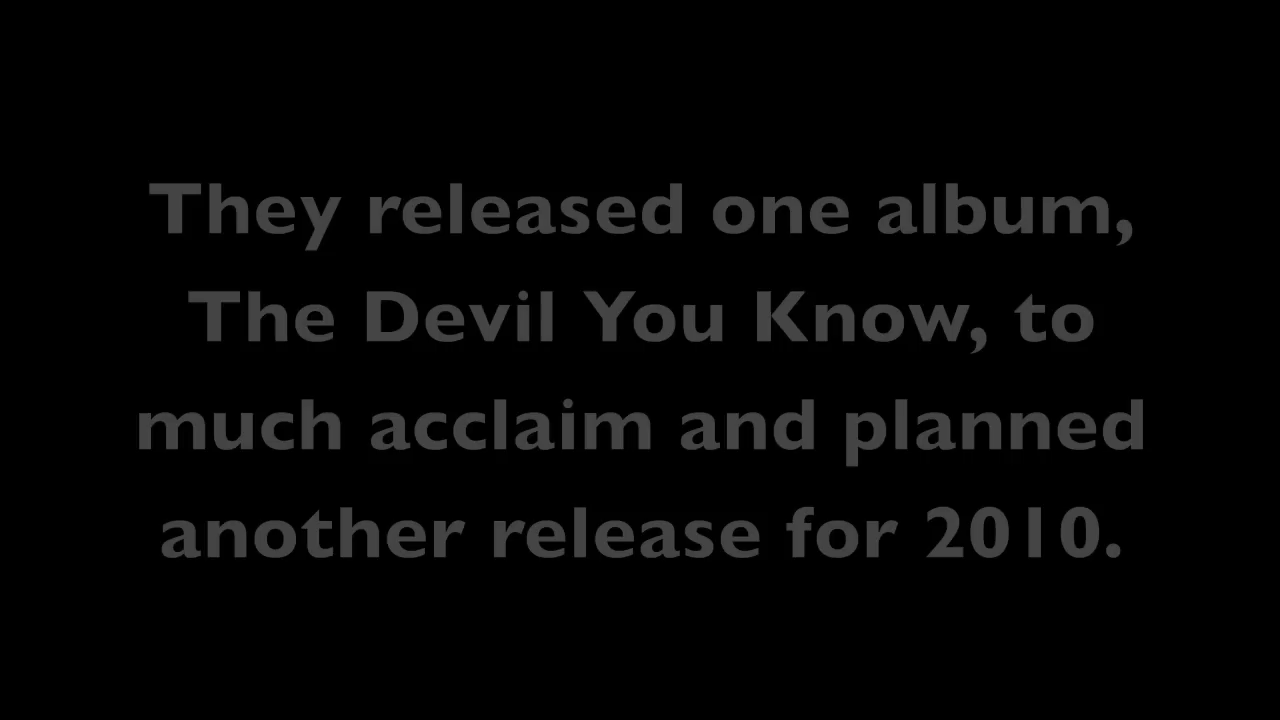 They released one album,
The Devil You Know, to
much acclaim and planned
another release for 2010.